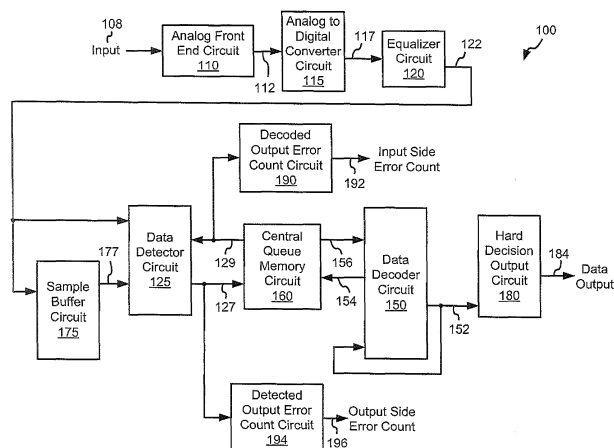 108
Input
Analog Front
End Circuit
110
112
Analog to
Digital
Converter
Circuit
115
117
Equalizer
Circuit
120
122
100
Decoded
Output Error
Count Circuit
190
192
Input Side
Error Count
177
Data
Detector
Circuit
125
129
127
Central
Queue
Memory
Circuit
160
156
154
Data
Decoder
Circuit
150
152
Hard
Decision
Output
Circuit
180
184
Data
Output
Sample
Buffer
Circuit
175
Detected
Output Error
Count Circuit
194
196
Output Side
Error Count